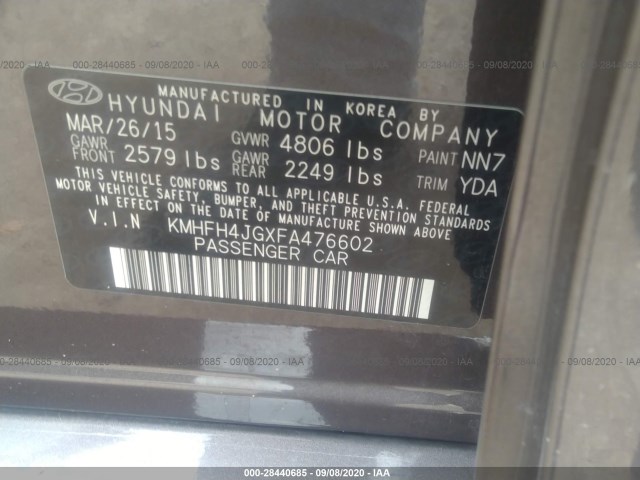 000-28440685 - 09/08/2020 - IAA
MANUFACTURED IN KOREA BY
HYUNDAI MOTOR COMPANY
MAR/26/15 GVWR 4806 lbs PAINT NN7
GAWR FRONT 2579 lbs GAWR REAR 2249 lbs TRIM YDA
THIS VEHICLE CONFORMS TO ALL APPLICABLE U.S.A. FEDERAL
MOTOR VEHICLE SAFETY, BUMPER, AND THEFT PREVENTION STANDARDS
IN EFFECT ON THE DATE OF MANUFACTURE SHOWN ABOVE.
V.I.N KMHFH4JGXFA476602
PASSENGER CAR
000-28440685 - 09/08/2020 - IAA
000-28440685 - 09/08/2020 - IAA